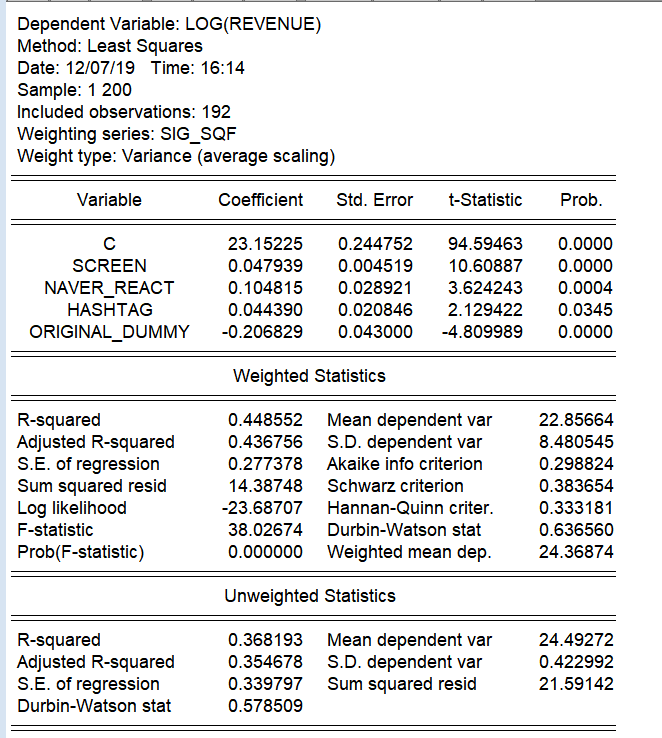 Dependent Variable: LOG(REVENUE)
Method: Least Squares
Date: 12/07/19 Time: 16:14
Sample: 1 200
Included observations: 192
Weighting series: SIG_SQF
Weight type: Variance (average scaling)
Variable Coefficient Std. Error t-Statistic Prob.
C 23.15225 0.244752 94.59463 0.0000
SCREEN 0.047939 0.004519 10.60887 0.0000
NAVER_REACT 0.104815 0.028921 3.624243 0.0004
HASHTAG 0.044390 0.020846 2.129422 0.0345
ORIGINAL_DUMMY -0.206829 0.043000 -4.809989 0.0000
Weighted Statistics
R-squared 0.448552 Mean dependent var 22.85664
Adjusted R-squared 0.436756 S.D. dependent var 8.480545
S.E. of regression 0.277378 Akaike info criterion 0.298824
Sum squared resid 14.38748 Schwarz criterion 0.383654
Log likelihood -23.68707 Hannan-Quinn criter. 0.333181
F-statistic 38.02674 Durbin-Watson stat 0.636560
Prob(F-statistic) 0.000000 Weighted mean dep. 24.36874
Unweighted Statistics
R-squared 0.368193 Mean dependent var 24.49272
Adjusted R-squared 0.354678 S.D. dependent var 0.422992
S.E. of regression 0.339797 Sum squared resid 21.59142
Durbin-Watson stat 0.578509